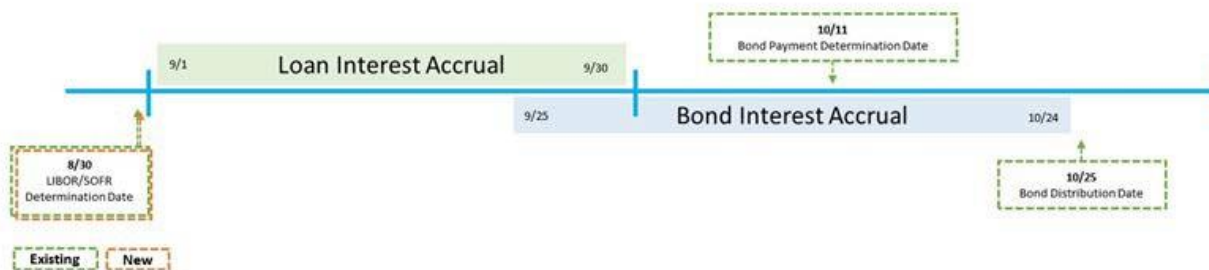 10/11
Bond Payment Determination Date
9/1
Loan Interest Accrual
9/30
9/25
Bond Interest Accrual
10/24
8/30
LIBOR/SOFR
Determination Date
10/25
Bond Distribution Date
Existing
New